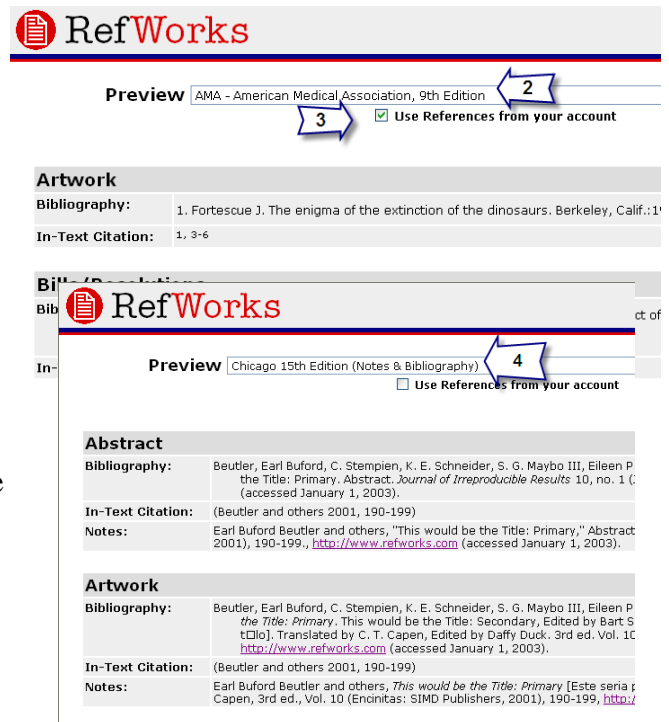 RefWorks
Preview AMA - American Medical Association, 9th Edition 2
3 Use References from your account
Artwork
Bibliography: 1. Fortescue J. The enigma of the extinction of the dinosaurs. Berkeley, Calif.:1
In-Text Citation: 1, 3-6
Bib
ct of
In-
RefWorks
Preview Chicago 15th Edition (Notes & Bibliography) 4
Use References from your account
e
Abstract
Bibliography: Beutler, Earl Buford, C. Stempien, K. E. Schneider, S. G. Maybo III, Eileen P
the Title: Primary. Abstract. Journal of Irreproducible Results 10, no. 1 (
(accessed January 1, 2003).
In-Text Citation: (Beutler and others 2001, 190-199)
Notes: Earl Buford Beutler and others, "This would be the Title: Primary," Abstract
2001), 190-199., http://www.refworks.com (accessed January 1, 2003).
Artwork
Bibliography: Beutler, Earl Buford, C. Stempien, K. E. Schneider, S. G. Maybo III, Eileen P
the Title: Primary. This would be the Title: Secondary, Edited by Bart S
t□lo]. Translated by C. T. Capen, Edited by Daffy Duck. 3rd ed. Vol. 10
http://www.refworks.com (accessed January 1, 2003).
In-Text Citation: (Beutler and others 2001, 190-199)
Notes: Earl Buford Beutler and others, This would be the Title: Primary [Este seria p
Capen, 3rd ed., Vol. 10 (Encinitas: SIMD Publishers, 2001), 190-199, http:/